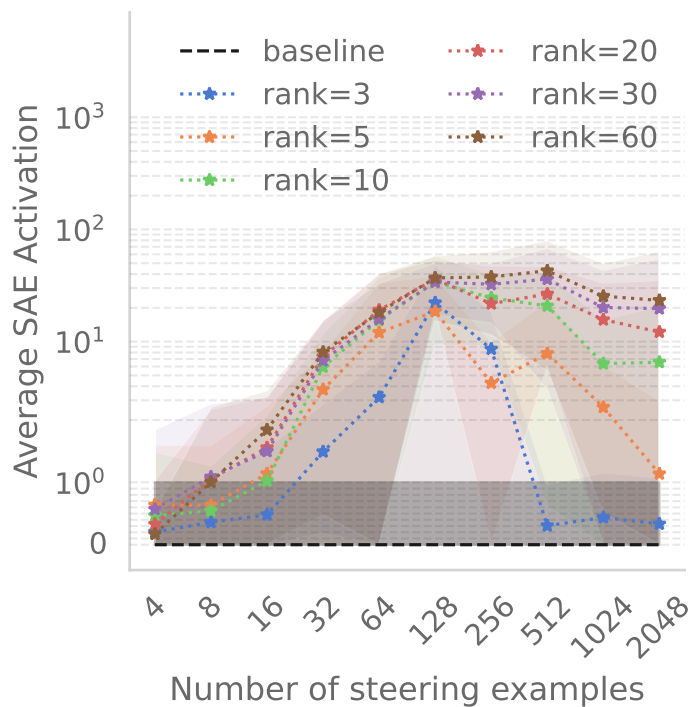 baseline
rank=3
rank=5
rank=10
rank=20
rank=30
rank=60
Average SAE Activation
10³
10²
10¹
10⁰
0
4
8
16
32
64
128
256
512
1024
2048
Number of steering examples